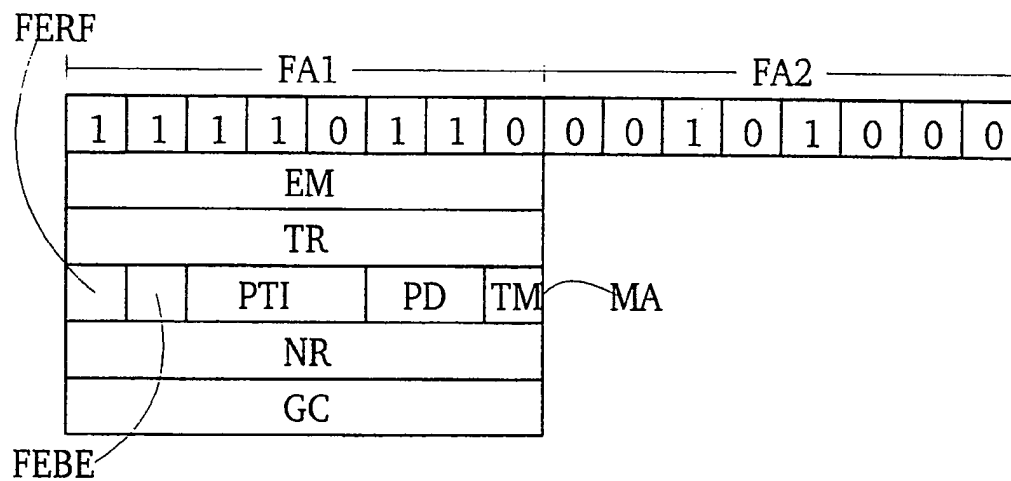 FERF
FA1 FA2
1 1 1 1 0 1 1 0 0 0 1 0 1 0 0 0
EM
TR
PTI PD TM MA
NR
GC
FEBE